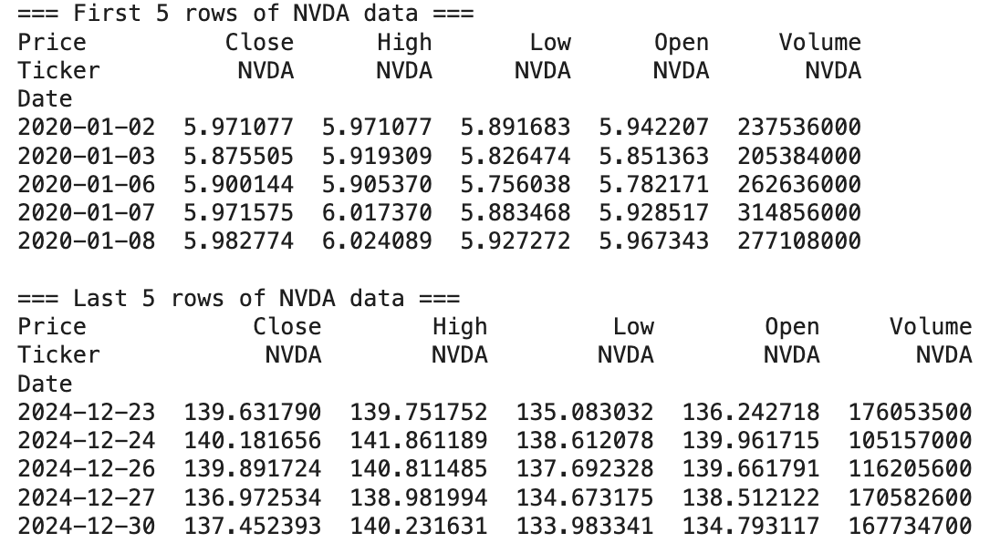 === First 5 rows of NVDA data ===
Price Close High Low Open Volume
Ticker NVDA NVDA NVDA NVDA NVDA
Date
2020-01-02 5.971077 5.971077 5.891683 5.942207 237536000
2020-01-03 5.875505 5.919309 5.826474 5.851363 205384000
2020-01-06 5.900144 5.905370 5.756038 5.782171 262636000
2020-01-07 5.971575 6.017370 5.883468 5.928517 314856000
2020-01-08 5.982774 6.024089 5.927272 5.967343 277108000
=== Last 5 rows of NVDA data ===
Price Close High Low Open Volume
Ticker NVDA NVDA NVDA NVDA NVDA
Date
2024-12-23 139.631790 139.751752 135.083032 136.242718 176053500
2024-12-24 140.181656 141.861189 138.612078 139.961715 105157000
2024-12-26 139.891724 140.811485 137.692328 139.661791 116205600
2024-12-27 136.972534 138.981994 134.673175 138.512122 170582600
2024-12-30 137.452393 140.231631 133.983341 134.793117 167734700